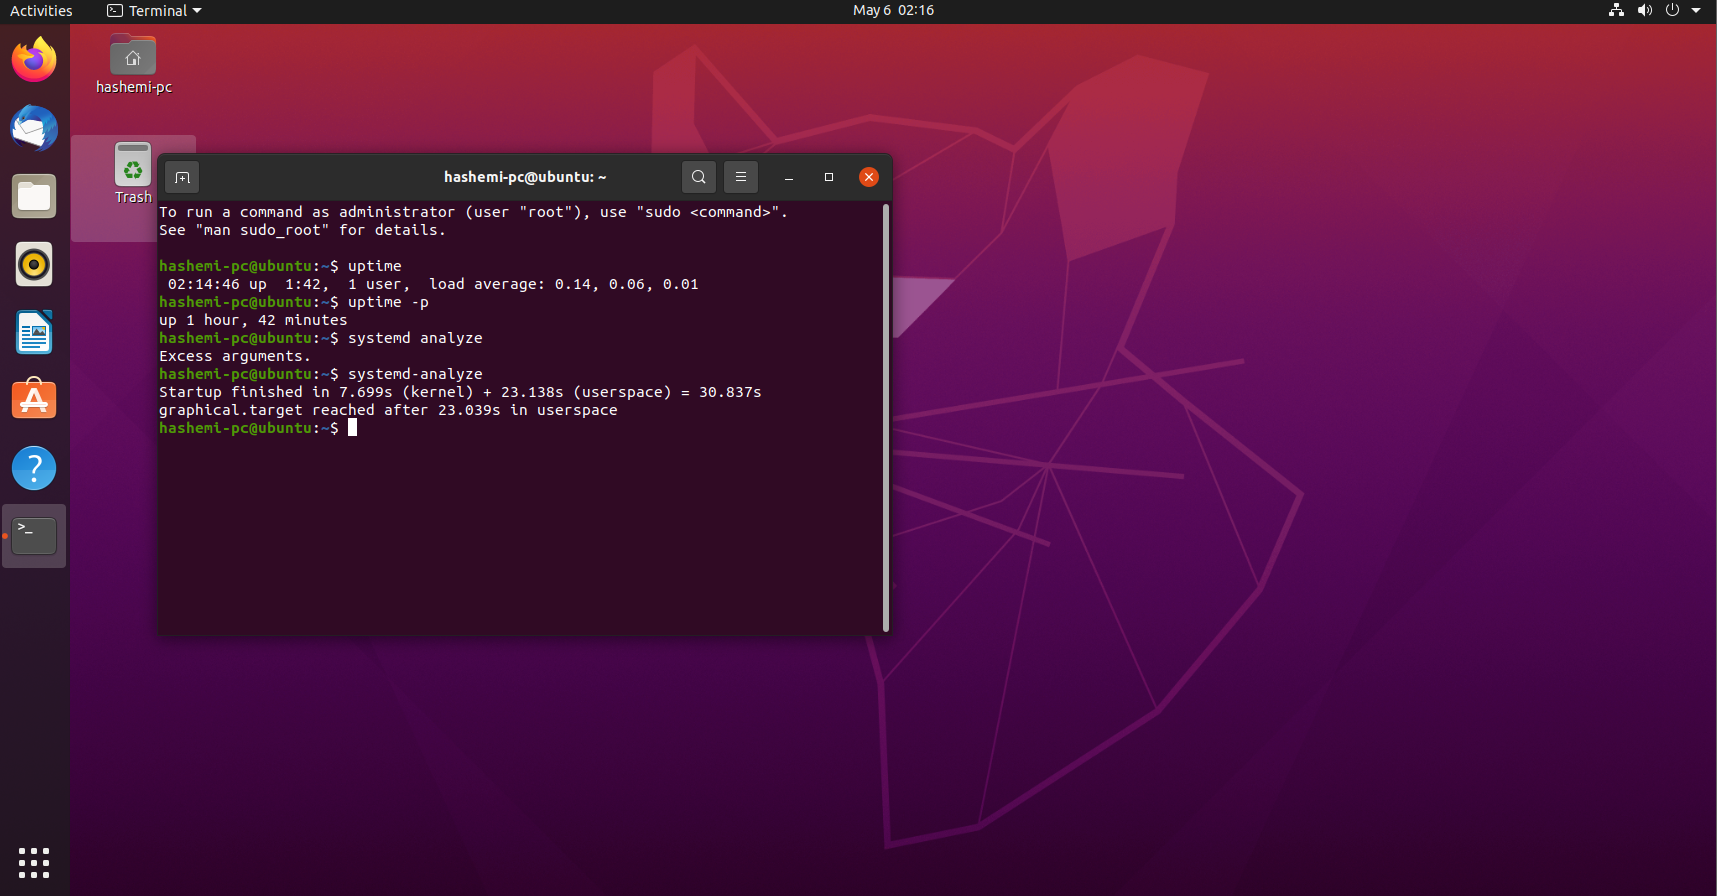 Activities Terminal May 6 02:16
hashemi-pc
Trash
hashemi-pc@ubuntu: ~
To run a command as administrator (user "root"), use "sudo <command>".
See "man sudo_root" for details.
hashemi-pc@ubuntu:~$ uptime
 02:14:46 up  1:42,  1 user,  load average: 0.14, 0.06, 0.01
hashemi-pc@ubuntu:~$ uptime -p
up 1 hour, 42 minutes
hashemi-pc@ubuntu:~$ systemd analyze
Excess arguments.
hashemi-pc@ubuntu:~$ systemd-analyze
Startup finished in 7.699s (kernel) + 23.138s (userspace) = 30.837s
graphical.target reached after 23.039s in userspace
hashemi-pc@ubuntu:~$